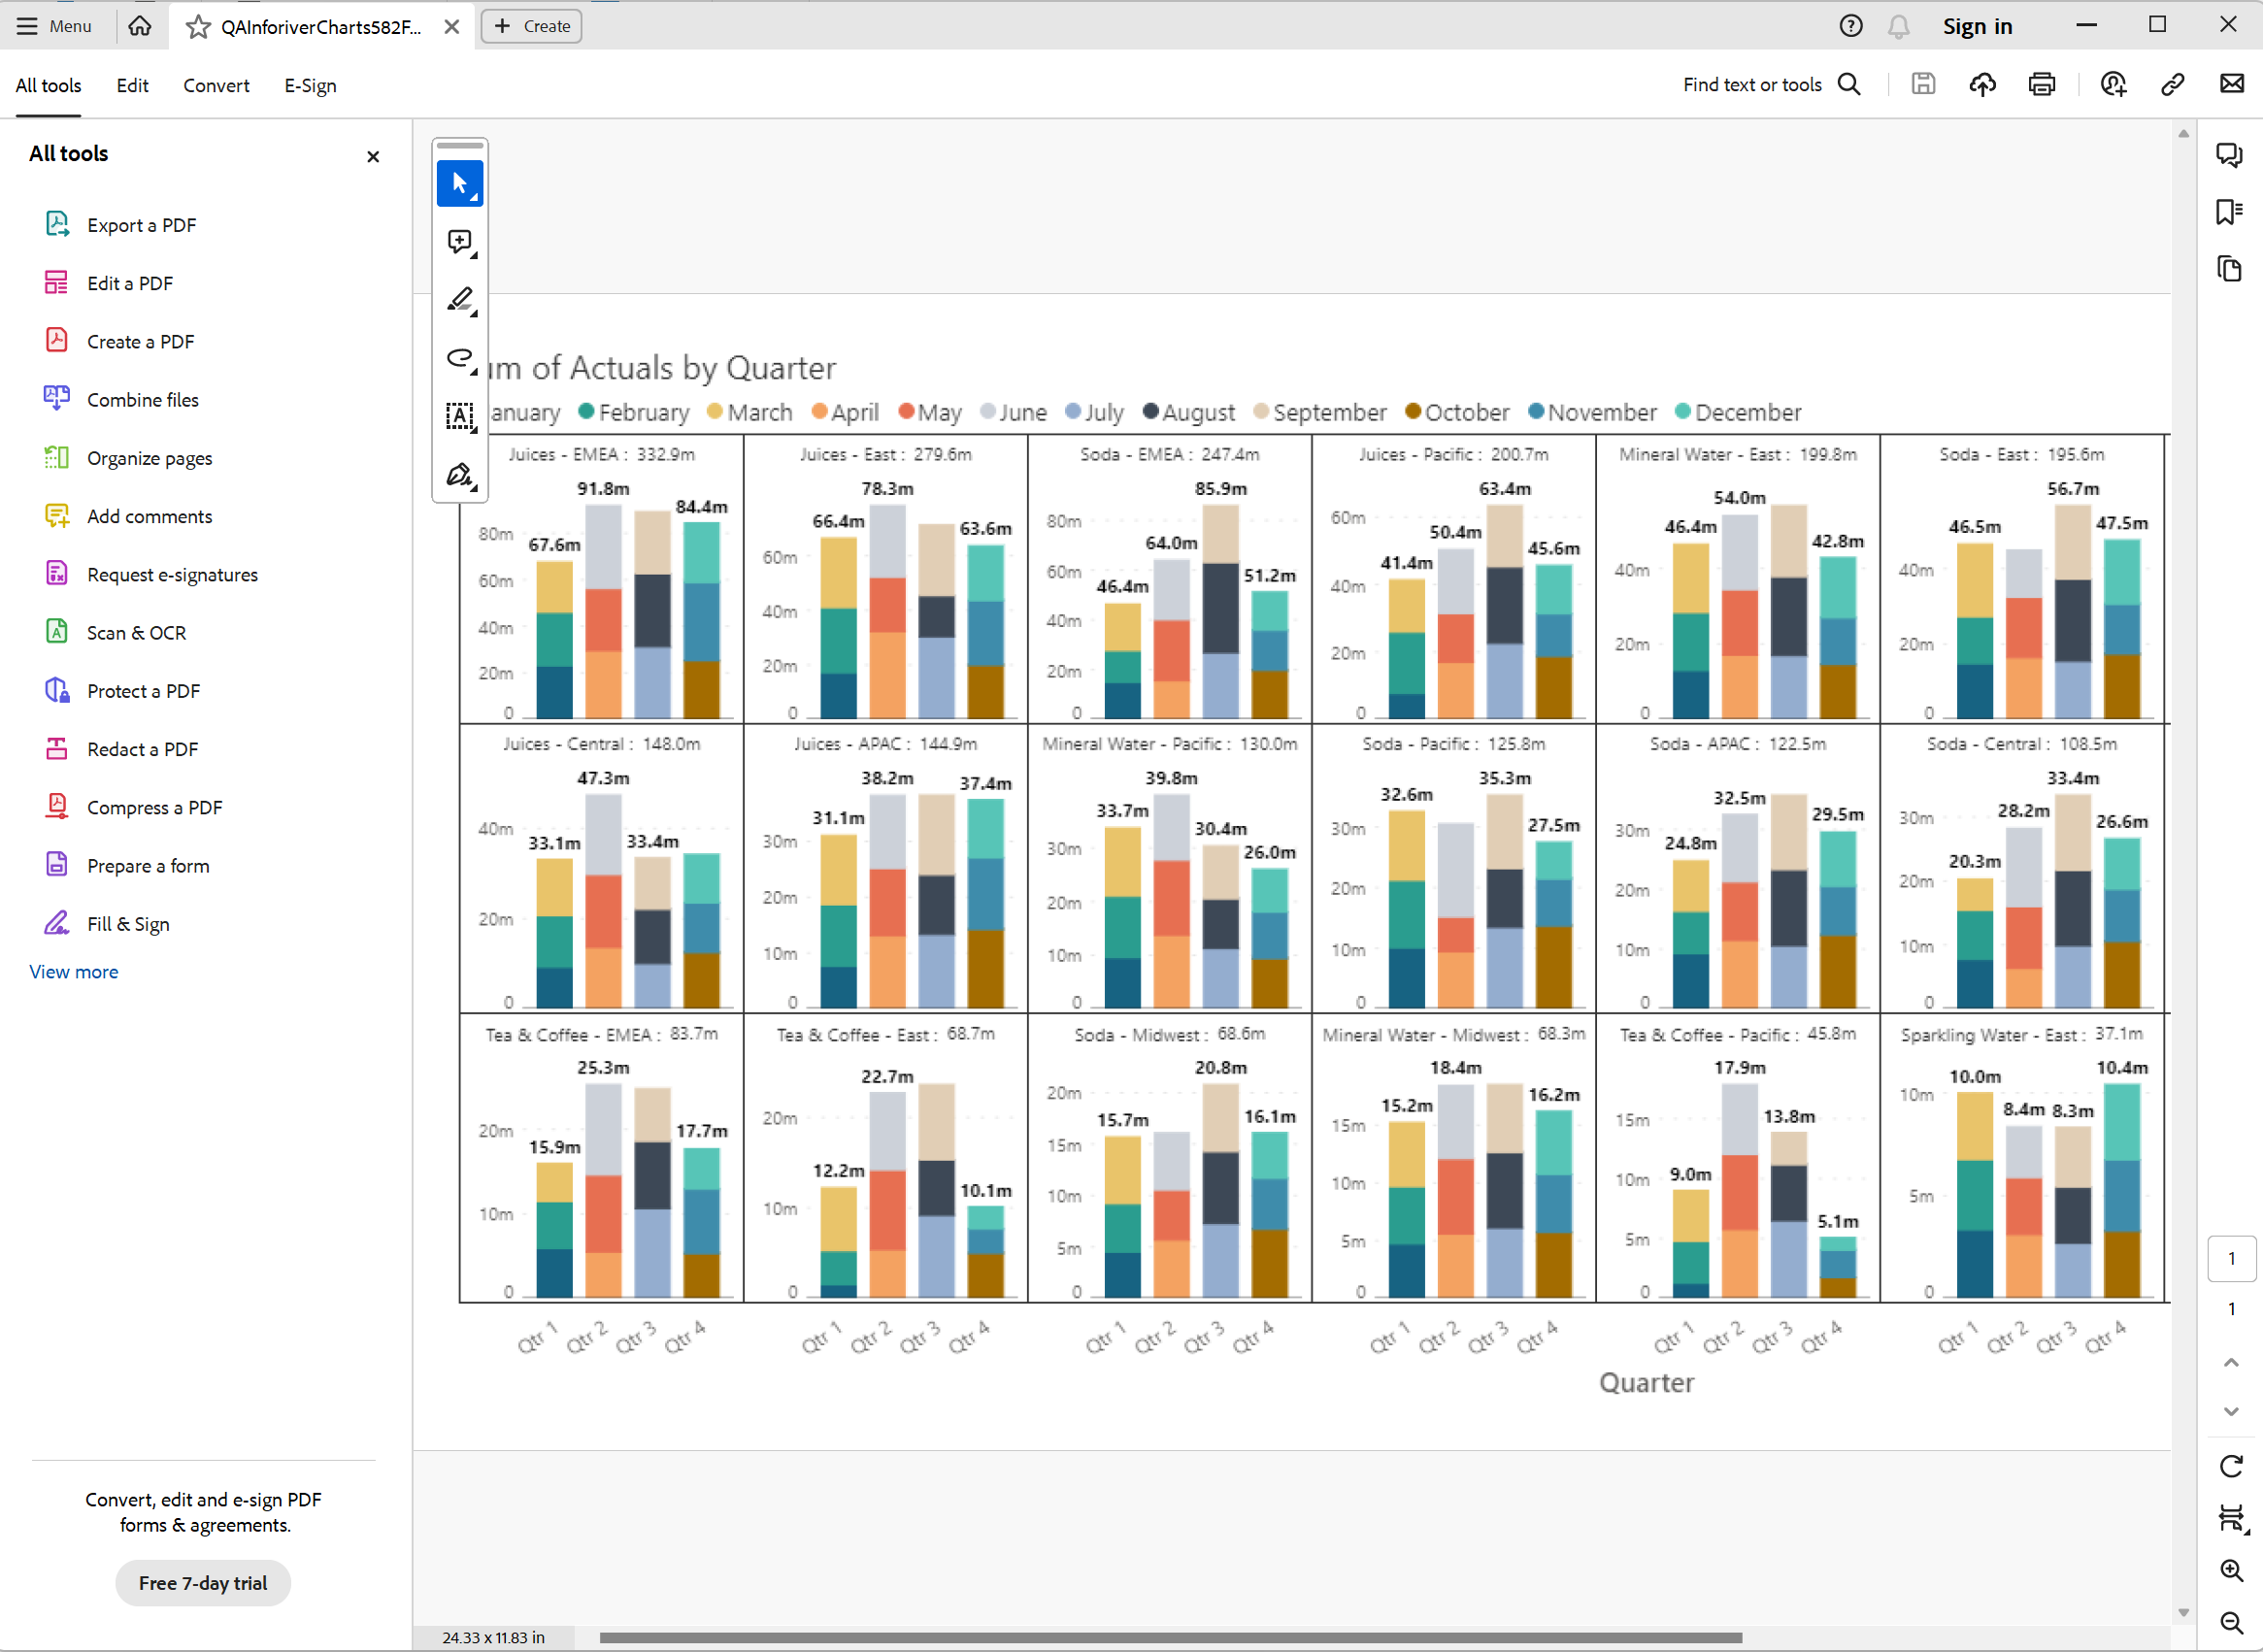 Menu
QAInforiverCharts582F...
Create
Sign in
All tools Edit Convert E-Sign
Find text or tools
All tools
Export a PDF
Edit a PDF
Create a PDF
Combine files
Organize pages
Add comments
Request e-signatures
Scan & OCR
Protect a PDF
Redact a PDF
Compress a PDF
Prepare a form
Fill & Sign
View more
Convert, edit and e-sign PDF
forms & agreements.
Free 7-day trial
um of Actuals by Quarter
anuary February March April May June July August September October November December
Juices - EMEA : 332.9m
91.8m
84.4m
67.6m
80m
60m
40m
20m
0
Juices - East : 279.6m
78.3m
66.4m
63.6m
60m
40m
20m
0
Soda - EMEA : 247.4m
85.9m
64.0m
51.2m
46.4m
80m
60m
40m
20m
0
Juices - Pacific : 200.7m
63.4m
50.4m
45.6m
41.4m
60m
40m
20m
0
Mineral Water - East : 199.8m
54.0m
46.4m
42.8m
40m
20m
0
Soda - East : 195.6m
56.7m
46.5m
47.5m
40m
20m
0
Juices - Central : 148.0m
47.3m
33.1m
33.4m
40m
20m
0
Juices - APAC : 144.9m
38.2m
37.4m
31.1m
30m
20m
10m
0
Mineral Water - Pacific : 130.0m
39.8m
33.7m
30.4m
26.0m
30m
20m
10m
0
Soda - Pacific : 125.8m
35.3m
32.6m
27.5m
30m
20m
10m
0
Soda - APAC : 122.5m
32.5m
29.5m
24.8m
30m
20m
10m
0
Soda - Central : 108.5m
33.4m
28.2m
26.6m
20.3m
30m
20m
10m
0
Tea & Coffee - EMEA : 83.7m
25.3m
17.7m
15.9m
20m
10m
0
Tea & Coffee - East : 68.7m
22.7m
12.2m
10.1m
20m
10m
0
Soda - Midwest : 68.6m
20.8m
15.7m
16.1m
20m
15m
10m
5m
0
Mineral Water - Midwest : 68.3m
18.4m
16.2m
15.2m
15m
10m
5m
0
Tea & Coffee - Pacific : 45.8m
17.9m
13.8m
9.0m
5.1m
15m
10m
5m
0
Sparkling Water - East : 37.1m
10.4m
10.0m
8.4m 8.3m
10m
5m
0
Qtr 1 Qtr 2 Qtr 3 Qtr 4
Qtr 1 Qtr 2 Qtr 3 Qtr 4
Qtr 1 Qtr 2 Qtr 3 Qtr 4
Qtr 1 Qtr 2 Qtr 3 Qtr 4
Qtr 1 Qtr 2 Qtr 3 Qtr 4
Qtr 1 Qtr 2 Qtr 3 Qtr 4
Quarter
1
1
24.33 x 11.83 in